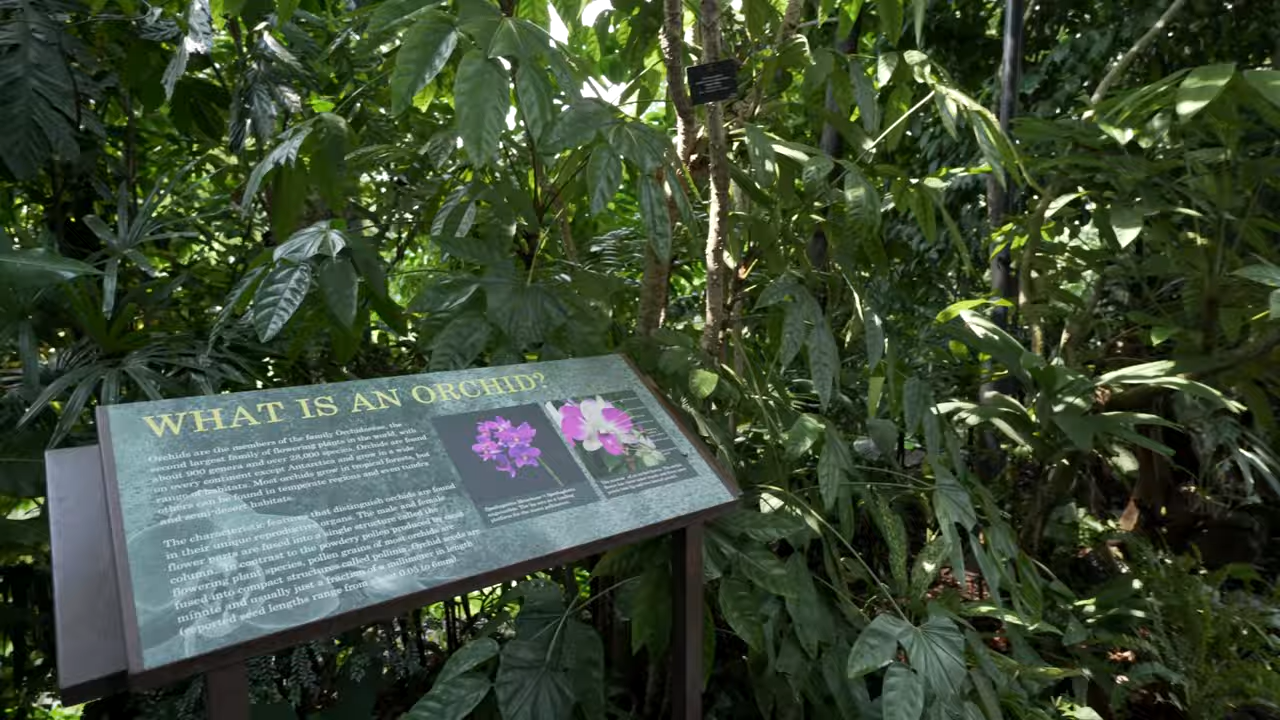 WHAT IS AN ORCHID?
Orchids are the members of the family Orchidaceae, the
second largest family of flowering plants in the world, with
about 900 genera and over 28,000 species. Orchids are found
on every continent except Antarctica and grow in a wide
range of habitats. Most orchids grow in tropical forests, but
others can be found in temperate regions and even tundra
and semi-desert habitats.
The characteristic features that distinguish orchids are found
in their unique reproductive organs. The male and female
flower parts are fused into a single structure called the
column. In contrast to the powdery pollen produced by most
flowering plant species, pollen grains of most orchids are
fused into compact structures called pollinia. Orchid seeds are
minute and usually just a fraction of a millimeter in length
(reported seed lengths range from 0.05 to